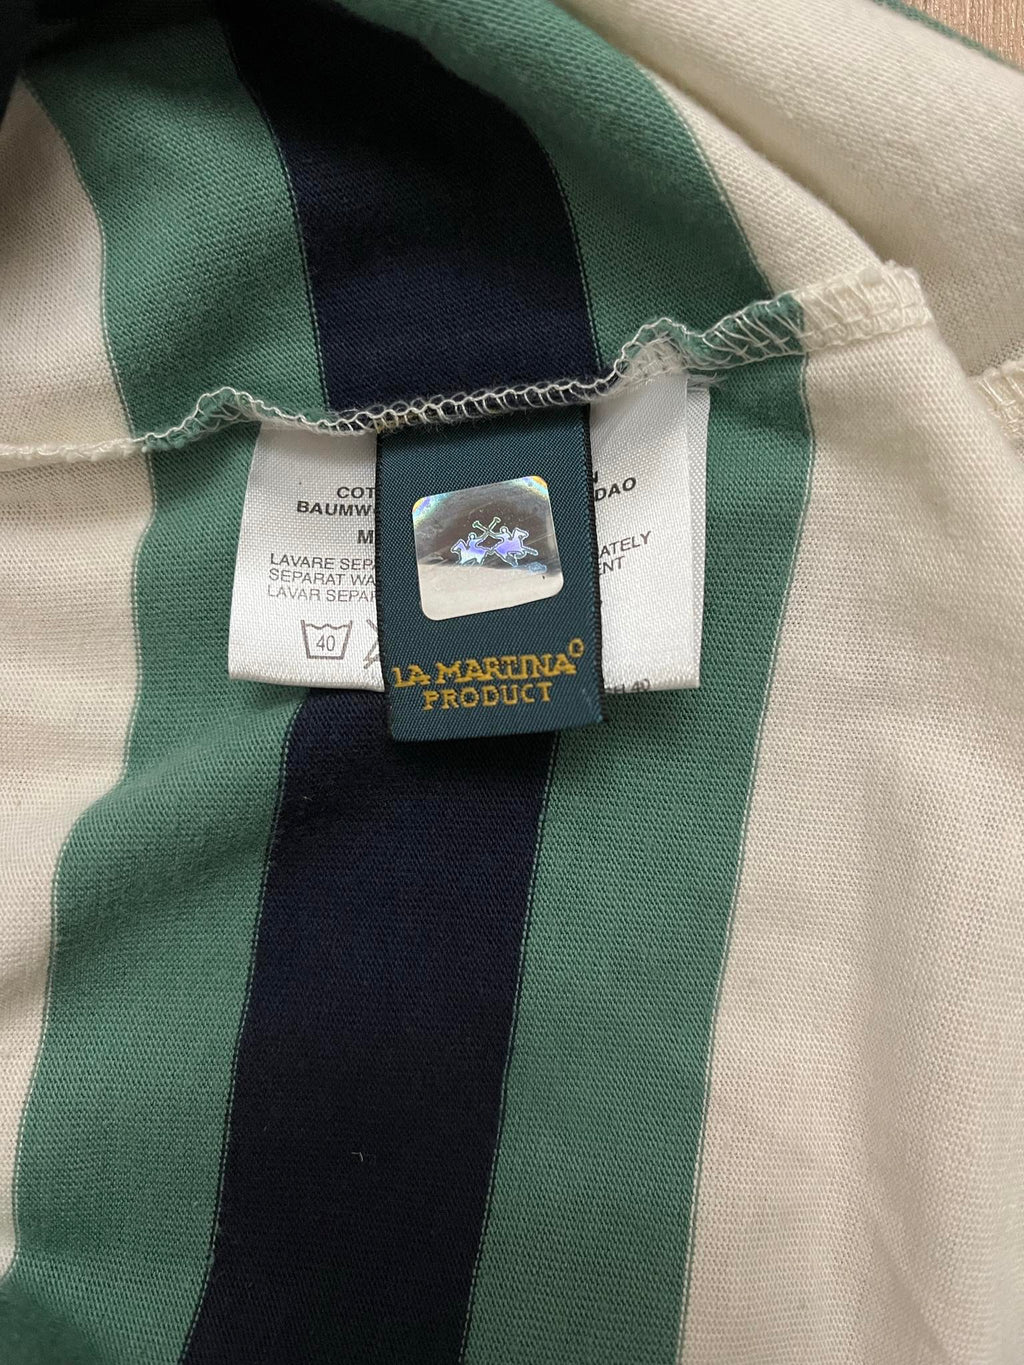 COT
BAUMW
DAO
M
LAVARE SEPA
SEPARAT WA
LAVAR SEPAR
ATELY
ENT
40
LA MARTINA
PRODUCT